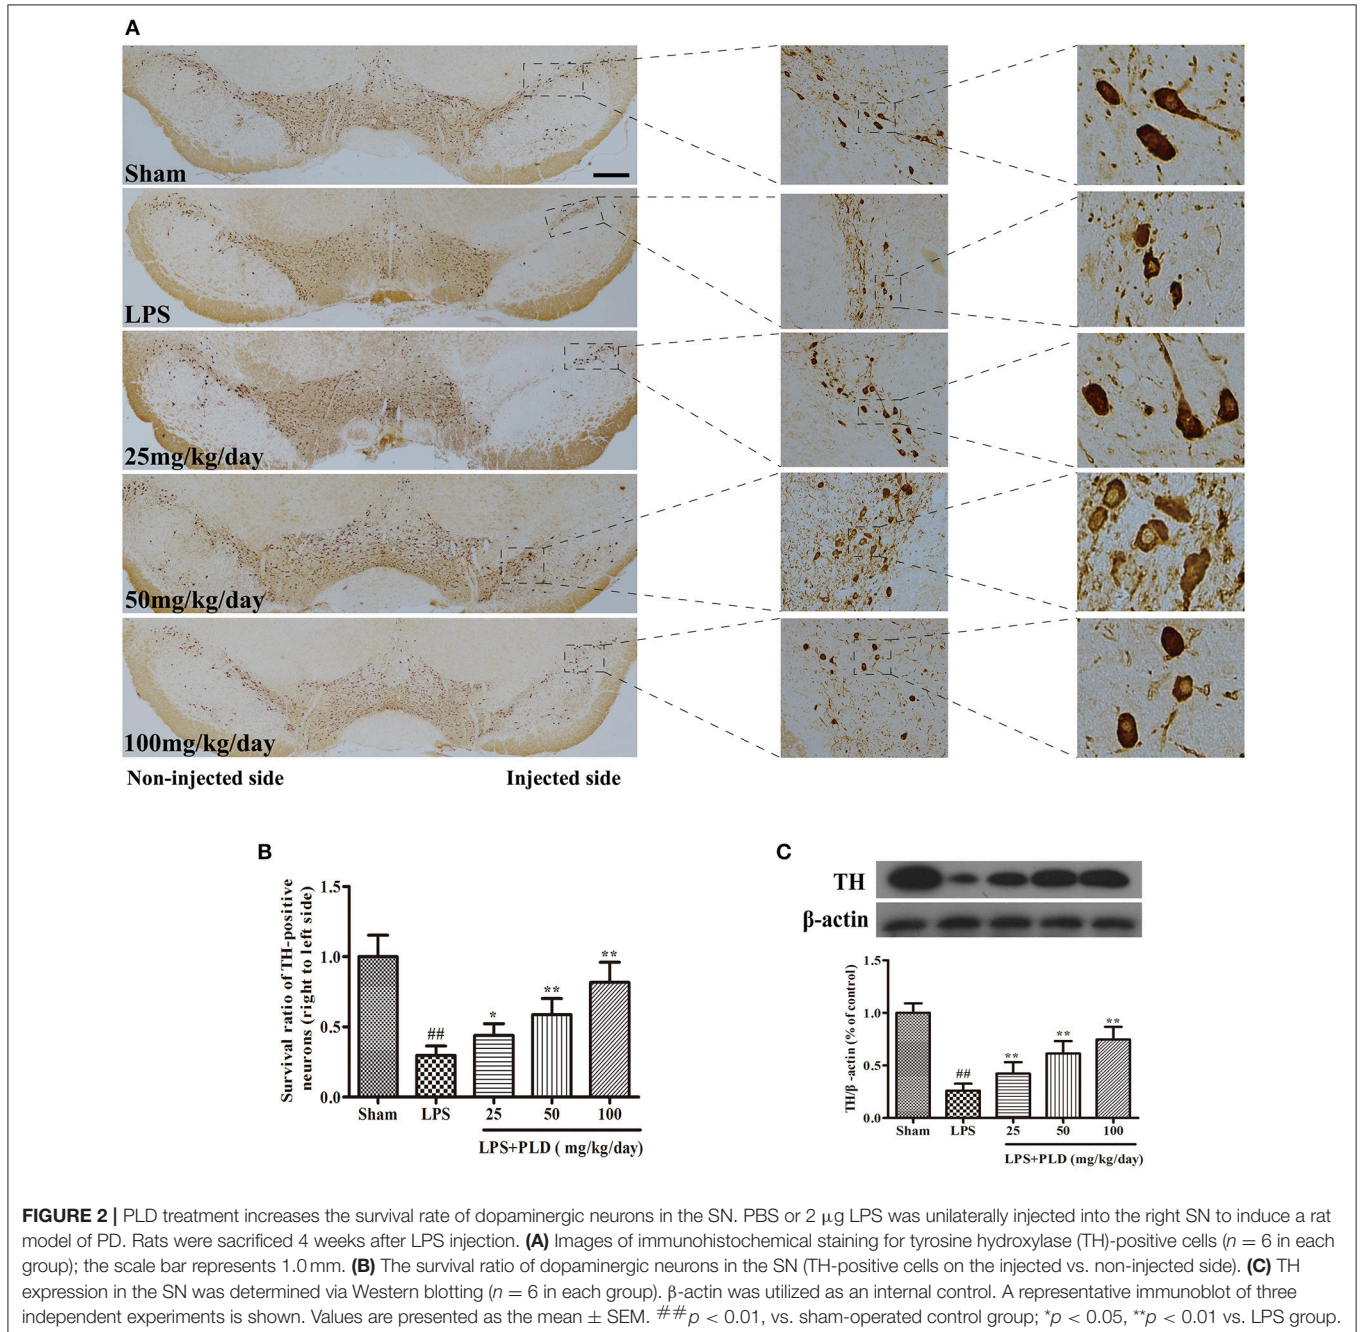 A
Sham
LPS
25mg/kg/day
50mg/kg/day
100mg/kg/day
Non-injected side
Injected side
B
Survival ratio of TH-positive
neurons (right to left side)
1.5
1.0
0.5
0.0
##
*
**
**
Sham
LPS
25
50
100
LPS+PLD ( mg/kg/day)
C
TH
β-actin
TH/β -actin (% of control)
1.5
1.0
0.5
0.0
##
**
**
**
Sham
LPS
25
50
100
LPS+PLD (mg/kg/day)
FIGURE 2 | PLD treatment increases the survival rate of dopaminergic neurons in the SN. PBS or 2 μg LPS was unilaterally injected into the right SN to induce a rat
model of PD. Rats were sacrificed 4 weeks after LPS injection. (A) Images of immunohistochemical staining for tyrosine hydroxylase (TH)-positive cells (n = 6 in each
group); the scale bar represents 1.0 mm. (B) The survival ratio of dopaminergic neurons in the SN (TH-positive cells on the injected vs. non-injected side). (C) TH
expression in the SN was determined via Western blotting (n = 6 in each group). β-actin was utilized as an internal control. A representative immunoblot of three
independent experiments is shown. Values are presented as the mean ± SEM. ##p < 0.01, vs. sham-operated control group; *p < 0.05, **p < 0.01 vs. LPS group.